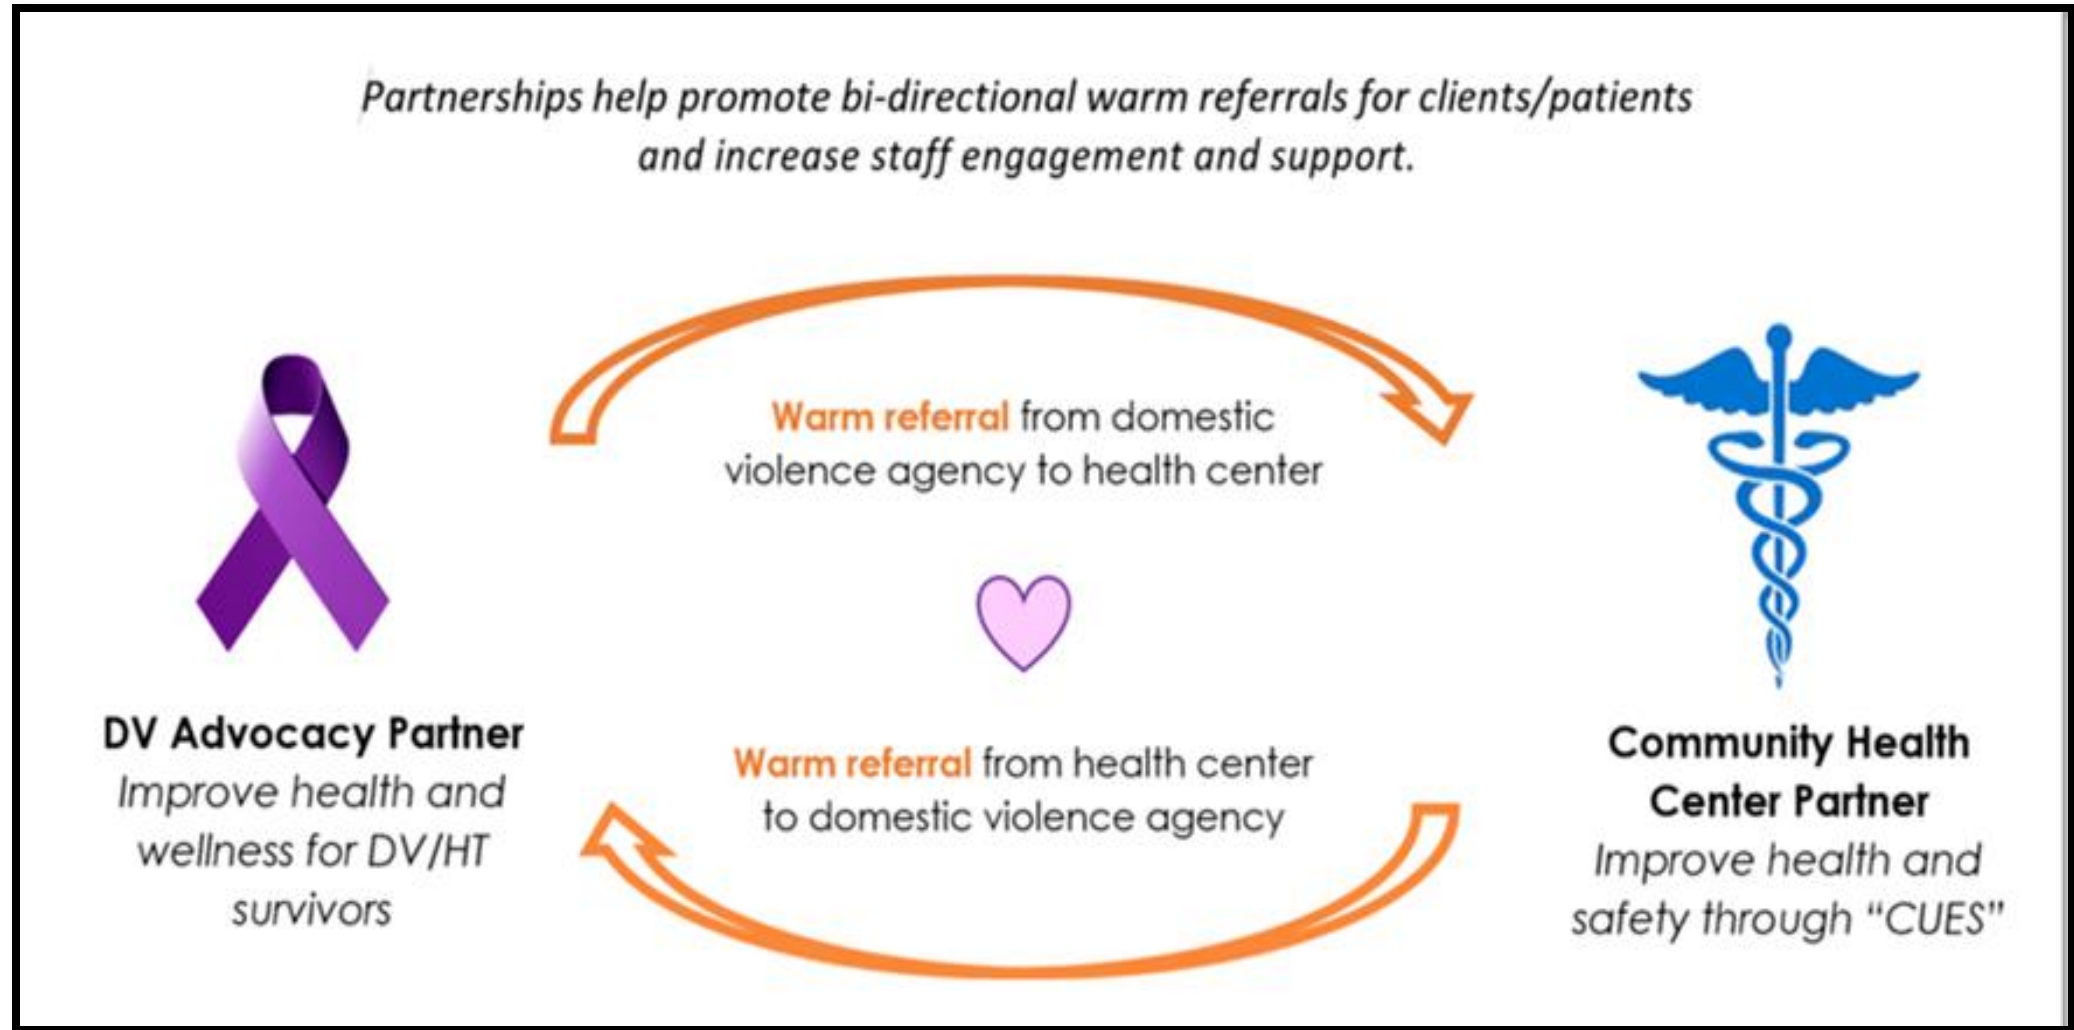 Partnerships help promote bi-directional warm referrals for clients/patients
and increase staff engagement and support.
Warm referral from domestic
violence agency to health center
DV Advocacy Partner
Improve health and
wellness for DV/HT
survivors
Warm referral from health center
to domestic violence agency
Community Health
Center Partner
Improve health and
safety through “CUES”